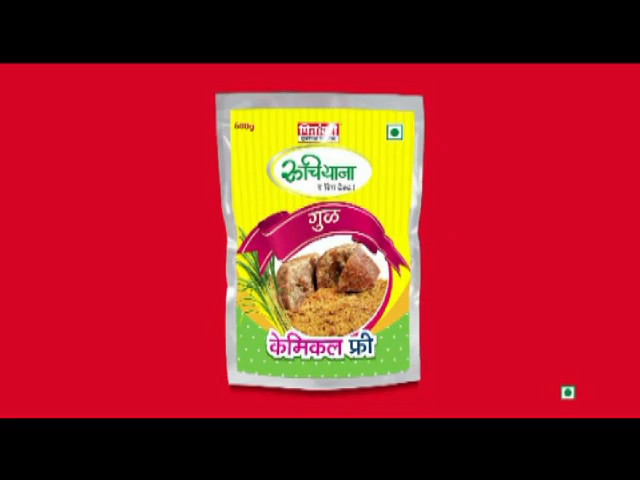 600g
रुचियाना
गुळ
केमिकल फ्री